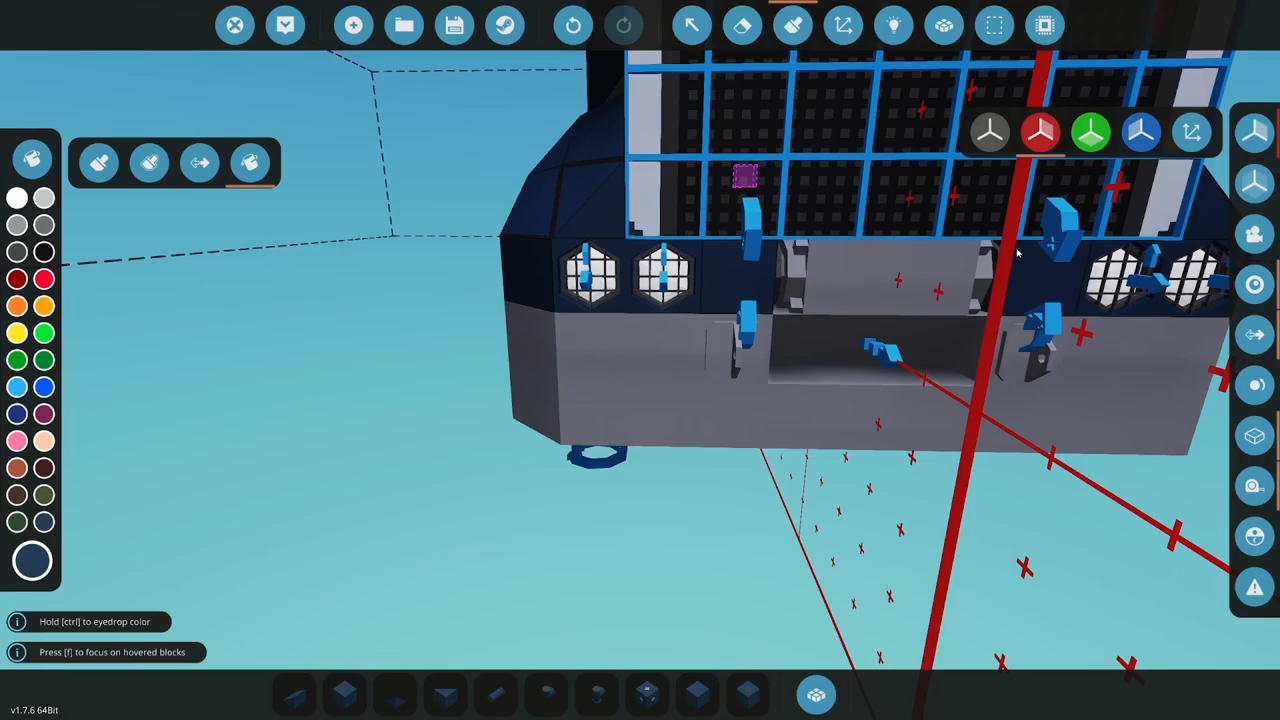 Hold [ctrl] to eyedrop color
Press [f] to focus on hovered blocks
v1.7.6 64Bit